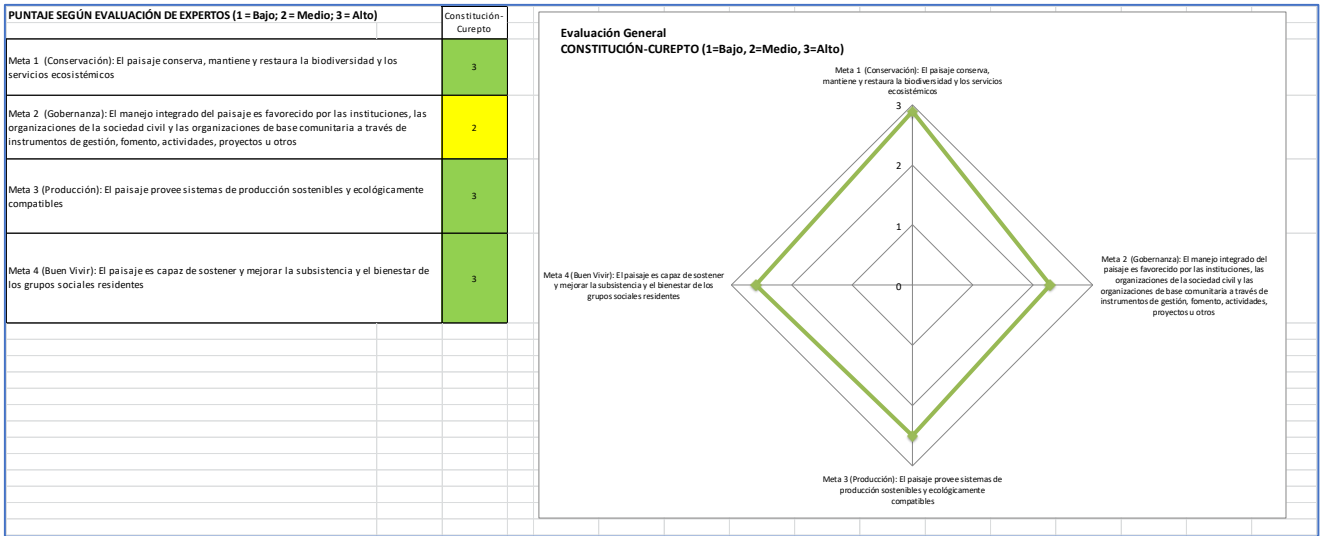 PUNTAJE SEGÚN EVALUACIÓN DE EXPERTOS (1 = Bajo; 2 = Medio; 3 = Alto)
Constitución-
Curepto
Meta 1 (Conservación): El paisaje conserva, mantiene y restaura la biodiversidad y los
servicios ecosistémicos
3
Meta 2 (Gobernanza): El manejo integrado del paisaje es favorecido por las instituciones, las
organizaciones de la sociedad civil y las organizaciones de base comunitaria a través de
instrumentos de gestión, fomento, actividades, proyectos u otros
2
Meta 3 (Producción): El paisaje provee sistemas de producción sostenibles y ecológicamente
compatibles
3
Meta 4 (Buen Vivir): El paisaje es capaz de sostener y mejorar la subsistencia y el bienestar de
los grupos sociales residentes
3
Evaluación General
CONSTITUCIÓN-CUREPTO (1=Bajo, 2=Medio, 3=Alto)
Meta 1 (Conservación): El paisaje conserva,
mantiene y restaura la biodiversidad y los servicios
ecosistémicos
3
2
1
0
Meta 2 (Gobernanza): El manejo integrado del
paisaje es favorecido por las instituciones, las
organizaciones de la sociedad civil y las
organizaciones de base comunitaria a través de
instrumentos de gestión, fomento, actividades,
proyectos u otros
Meta 3 (Producción): El paisaje provee sistemas de
producción sostenibles y ecológicamente
compatibles
Meta 4 (Buen Vivir): El paisaje es capaz de sostener
y mejorar la subsistencia y el bienestar de los
grupos sociales residentes